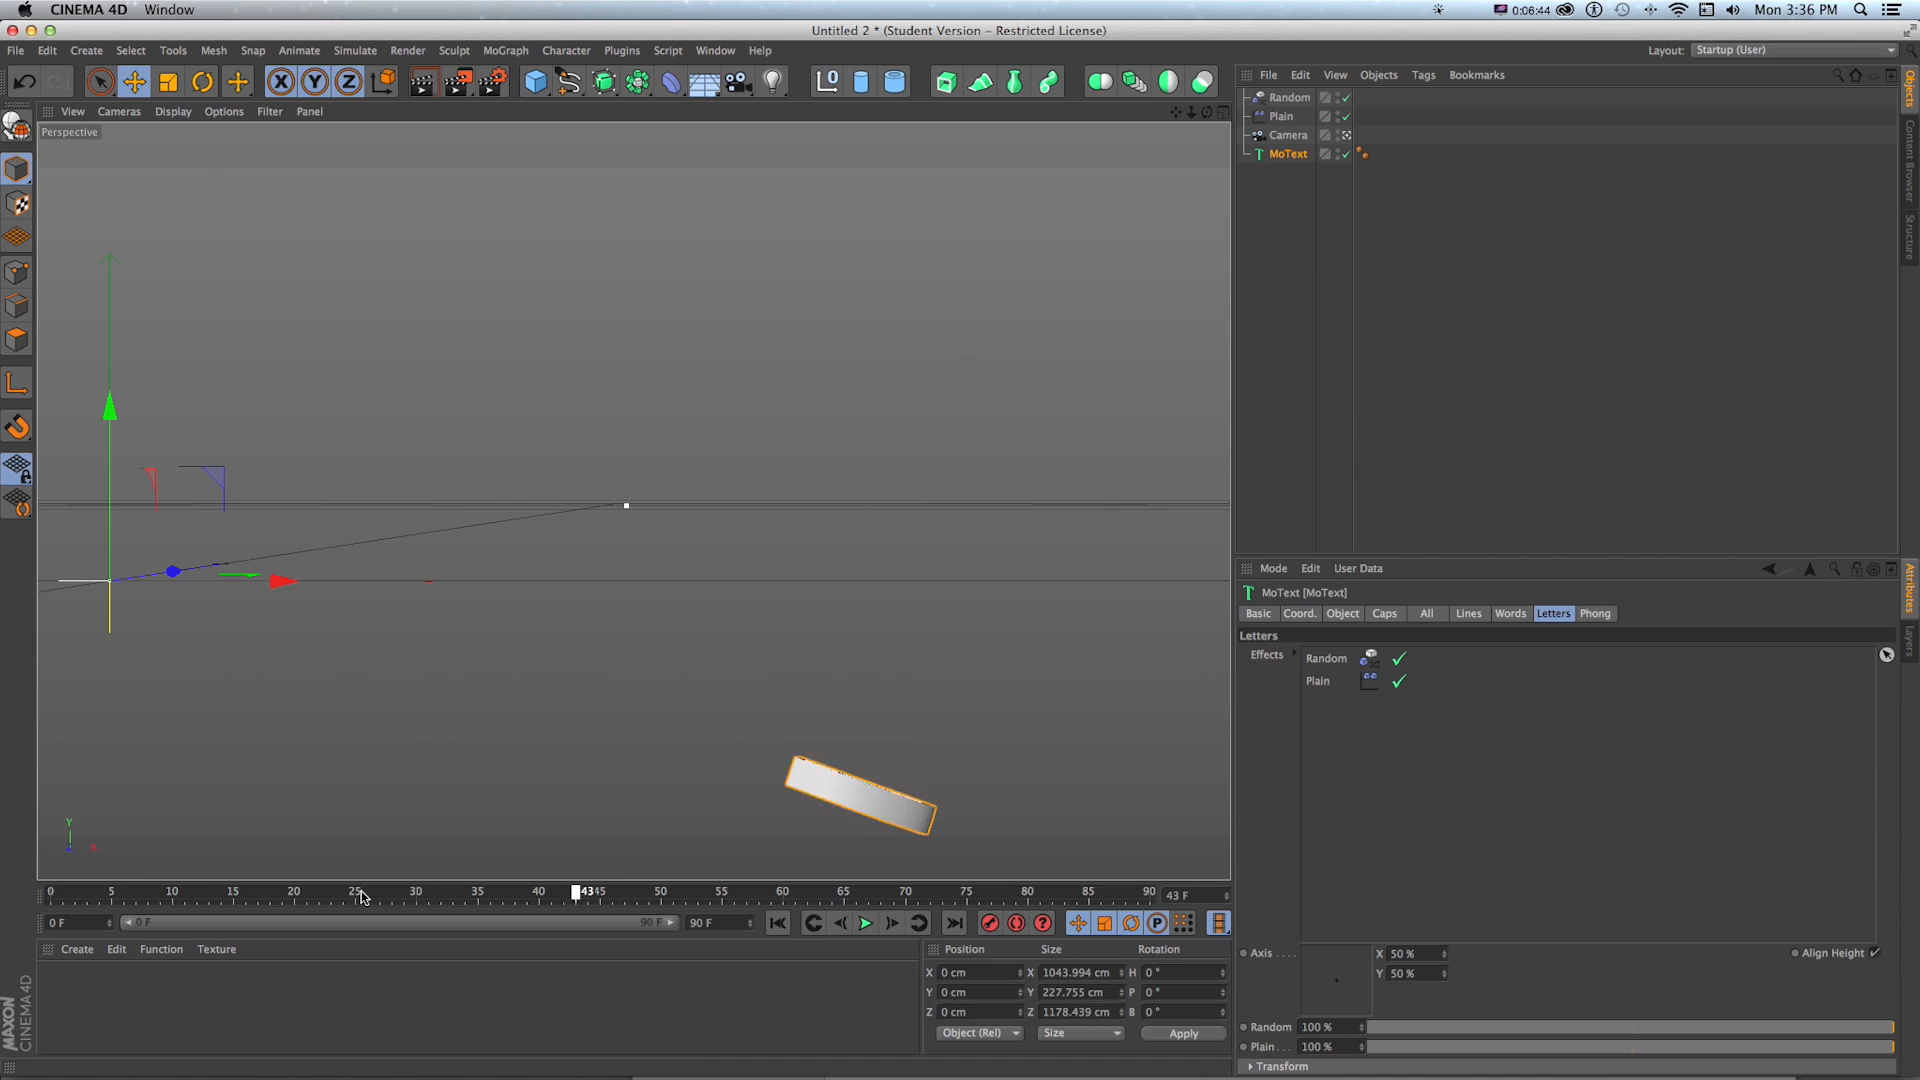 CINEMA 4D Window
0:06:44 Mon 3:36 PM
Untitled 2 * (Student Version – Restricted License)
File Edit Create Select Tools Mesh Snap Animate Simulate Render Sculpt MoGraph Character Plugins Script Window Help
Layout: Startup (User)
File Edit View Objects Tags Bookmarks
View Cameras Display Options Filter Panel
Perspective
Random
Plain
Camera
MoText
Objects
Content Browser
Structure
Mode Edit User Data
MoText [MoText]
Basic Coord. Object Caps All Lines Words Letters Phong
Letters
Effects
Random
Plain
Attributes
Layers
Y
X
0 5 10 15 20 25 30 35 40 43 45 50 55 60 65 70 75 80 85 90 43 F
0 F 0 F 90 F 90 F
Create Edit Function Texture
Position Size Rotation
X 0 cm X 1043.994 cm H 0 °
Y 0 cm Y 227.755 cm P 0 °
Z 0 cm Z 1178.439 cm B 0 °
Object (Rel) Size Apply
Axis . . . . X 50 % Align Height
Y 50 %
Random 100 %
Plain . . . 100 %
Transform
MAXON
CINEMA 4D